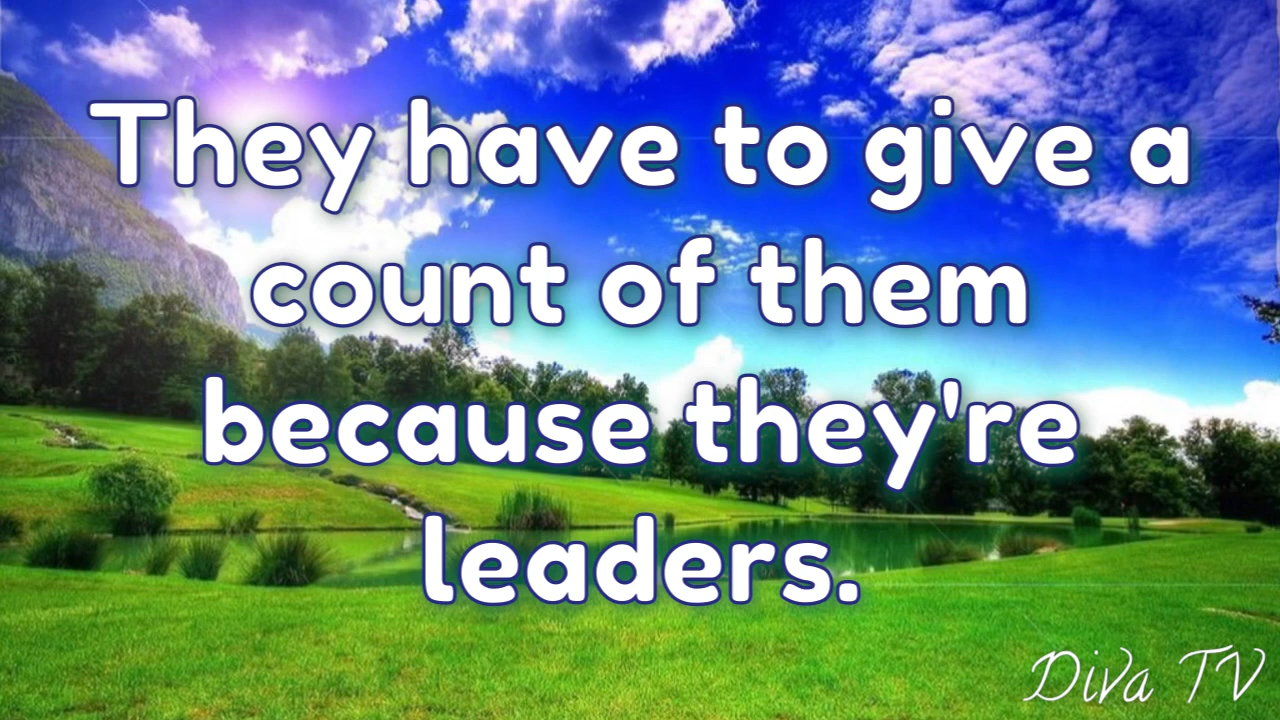 They have to give a
count of them
because they're
leaders.
Diva TV